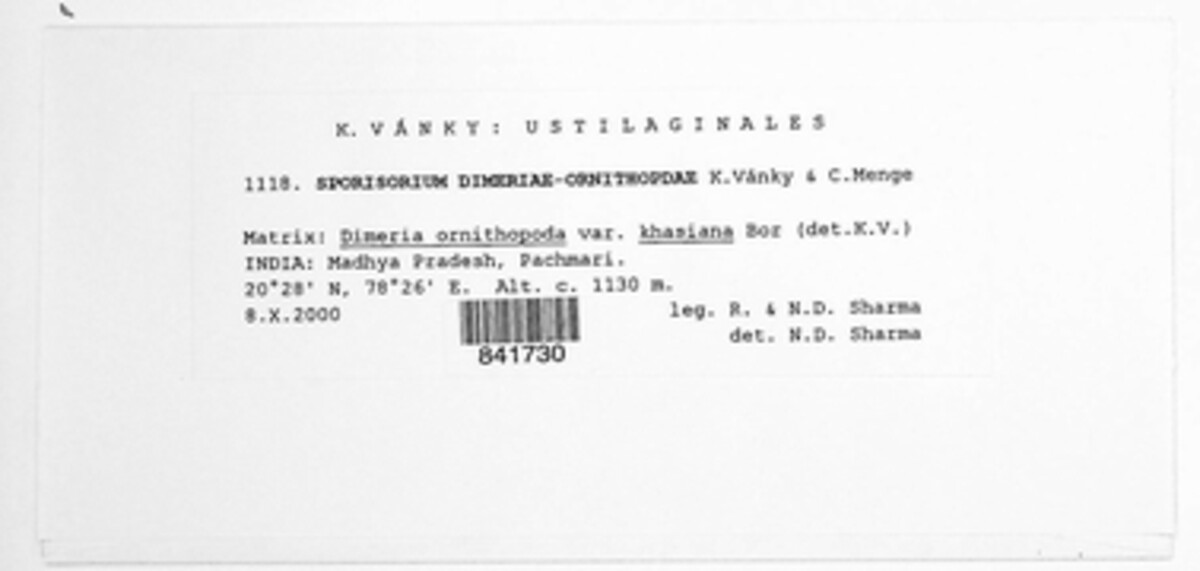 K. VÁNKY: USTILAGINALES
1118. SPORISORIUM DIMERIAE-ORNITHOPDAE K.Vánky & C.Menge
Matrix: Dimeria ornithopoda var. khasiana Bor (det.K.V.)
INDIA: Madhya Pradesh, Pachmari.
20°28' N, 78°26' E. Alt. c. 1130 m.
8.X.2000
leg. R. & N.D. Sharma
det. N.D. Sharma
841730